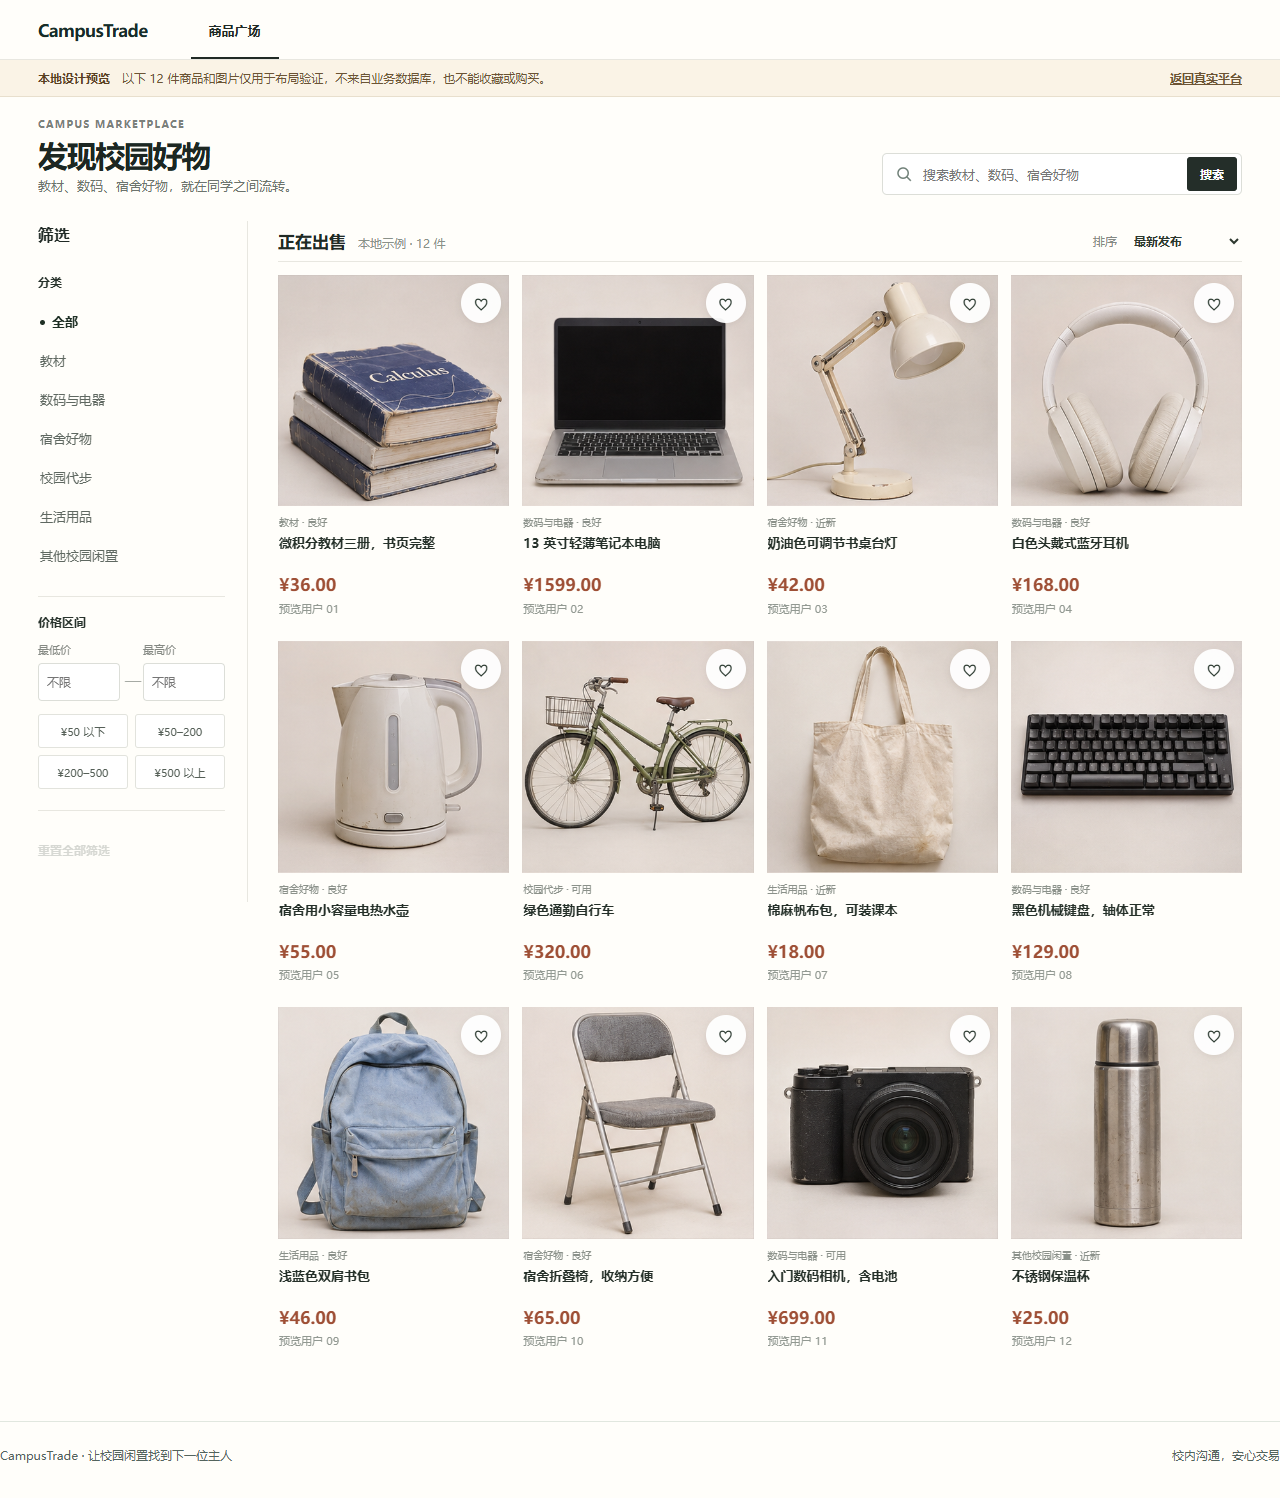 CampusTrade
商品广场
本地设计预览 以下 12 件商品和图片仅用于布局验证，不来自业务数据库，也不能收藏或购买。
返回真实平台
CAMPUS MARKETPLACE
发现校园好物
教材、数码、宿舍好物，就在同学之间流转。
搜索教材、数码、宿舍好物
搜索
筛选
分类
全部
教材
数码与电器
宿舍好物
校园代步
生活用品
其他校园闲置
价格区间
最低价 最高价
不限 — 不限
¥50 以下 ¥50–200
¥200–500 ¥500 以上
重置全部筛选
正在出售 本地示例 · 12 件
排序 最新发布
Calculus
教材 · 良好
微积分教材三册，书页完整
¥36.00
预览用户 01
数码与电器 · 良好
13 英寸轻薄笔记本电脑
¥1599.00
预览用户 02
宿舍好物 · 近新
奶油色可调节书桌台灯
¥42.00
预览用户 03
数码与电器 · 良好
白色头戴式蓝牙耳机
¥168.00
预览用户 04
宿舍好物 · 良好
宿舍用小容量电热水壶
¥55.00
预览用户 05
校园代步 · 可用
绿色通勤自行车
¥320.00
预览用户 06
生活用品 · 近新
棉麻帆布包，可装课本
¥18.00
预览用户 07
数码与电器 · 良好
黑色机械键盘，轴体正常
¥129.00
预览用户 08
生活用品 · 良好
浅蓝色双肩书包
¥46.00
预览用户 09
宿舍好物 · 良好
宿舍折叠椅，收纳方便
¥65.00
预览用户 10
数码与电器 · 可用
入门数码相机，含电池
¥699.00
预览用户 11
其他校园闲置 · 近新
不锈钢保温杯
¥25.00
预览用户 12
CampusTrade · 让校园闲置找到下一位主人
校内沟通，安心交易